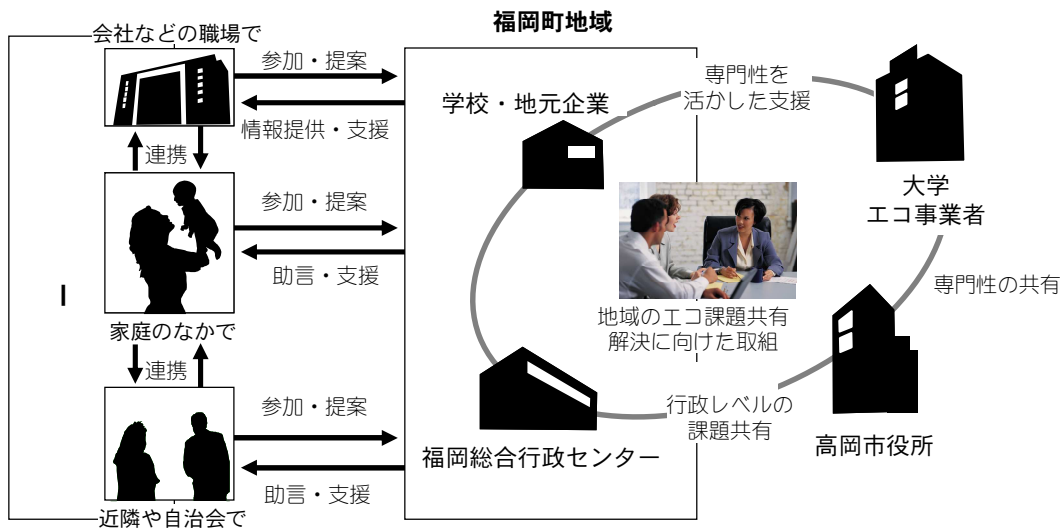 福岡町地域
会社などの職場で
参加・提案
情報提供・支援
連携
参加・提案
助言・支援
家庭のなかで
連携
参加・提案
助言・支援
近隣や自治会で
I
学校・地元企業
専門性を
活かした支援
大学
エコ事業者
専門性の共有
地域のエコ課題共有
解決に向けた取組
行政レベルの
課題共有
高岡市役所
福岡総合行政センター